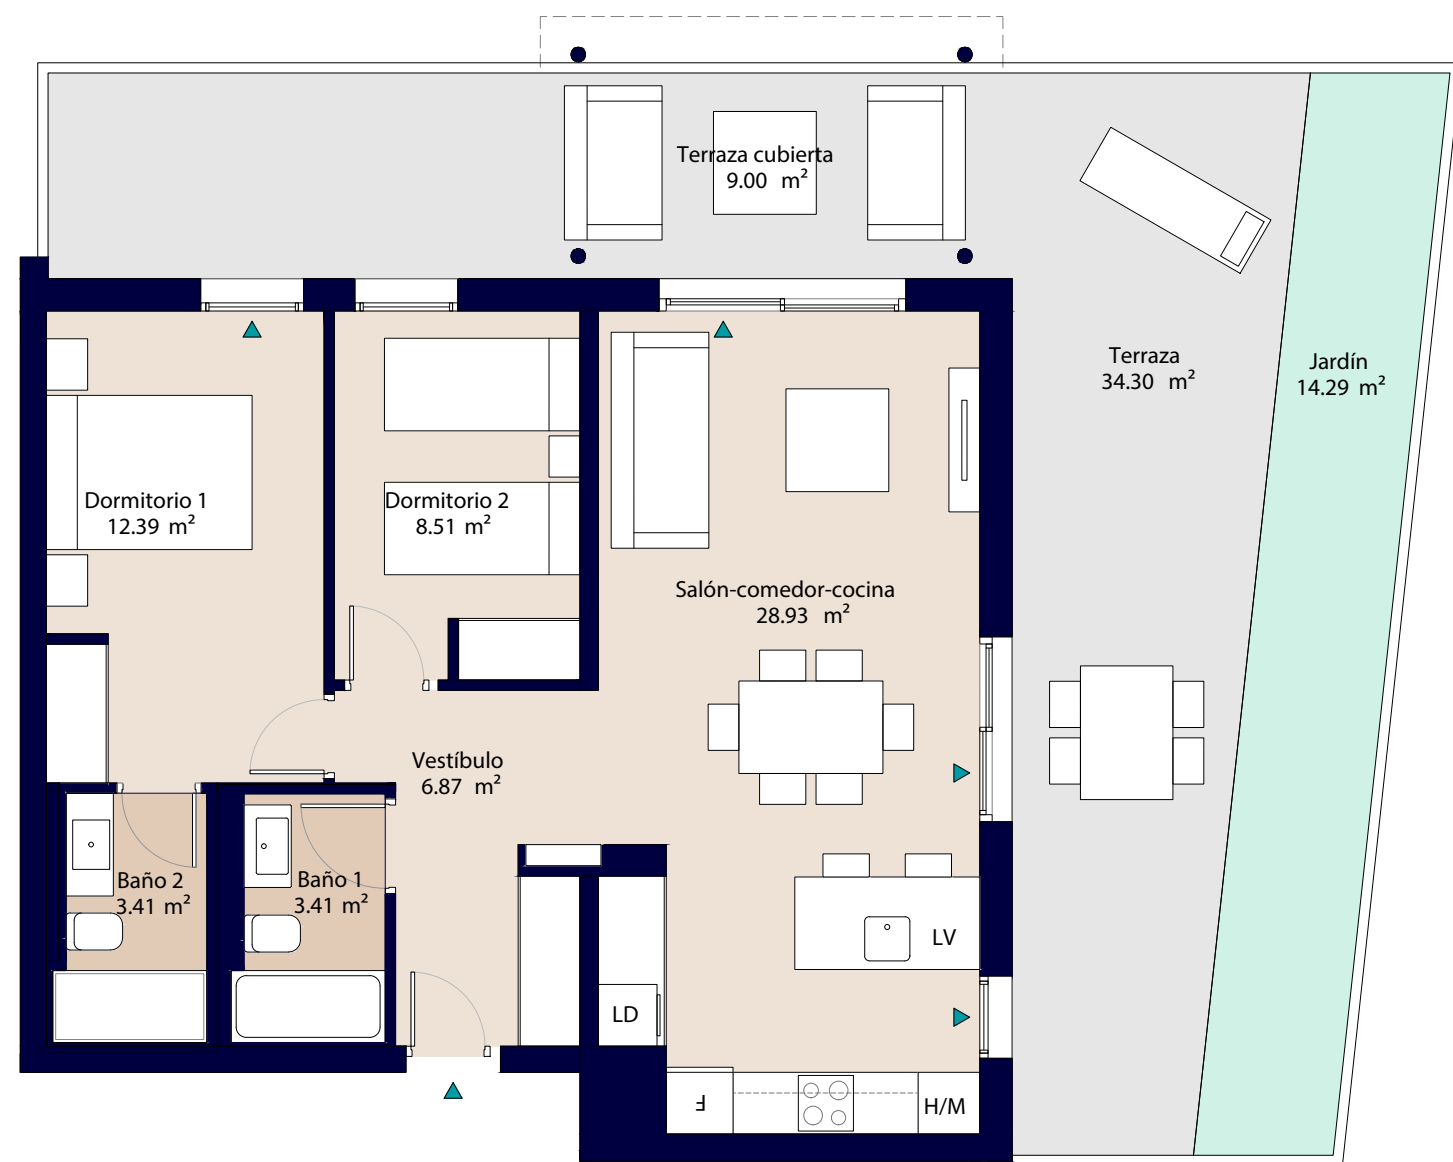 Terraza cubierta
9.00 m²
Terraza
34.30 m²
Jardín
14.29 m²
Dormitorio 1
12.39 m²
Dormitorio 2
8.51 m²
Salón-comedor-cocina
28.93 m²
Vestíbulo
6.87 m²
Baño 2
3.41 m²
Baño 1
3.41 m²
LV
LD
F
H/M